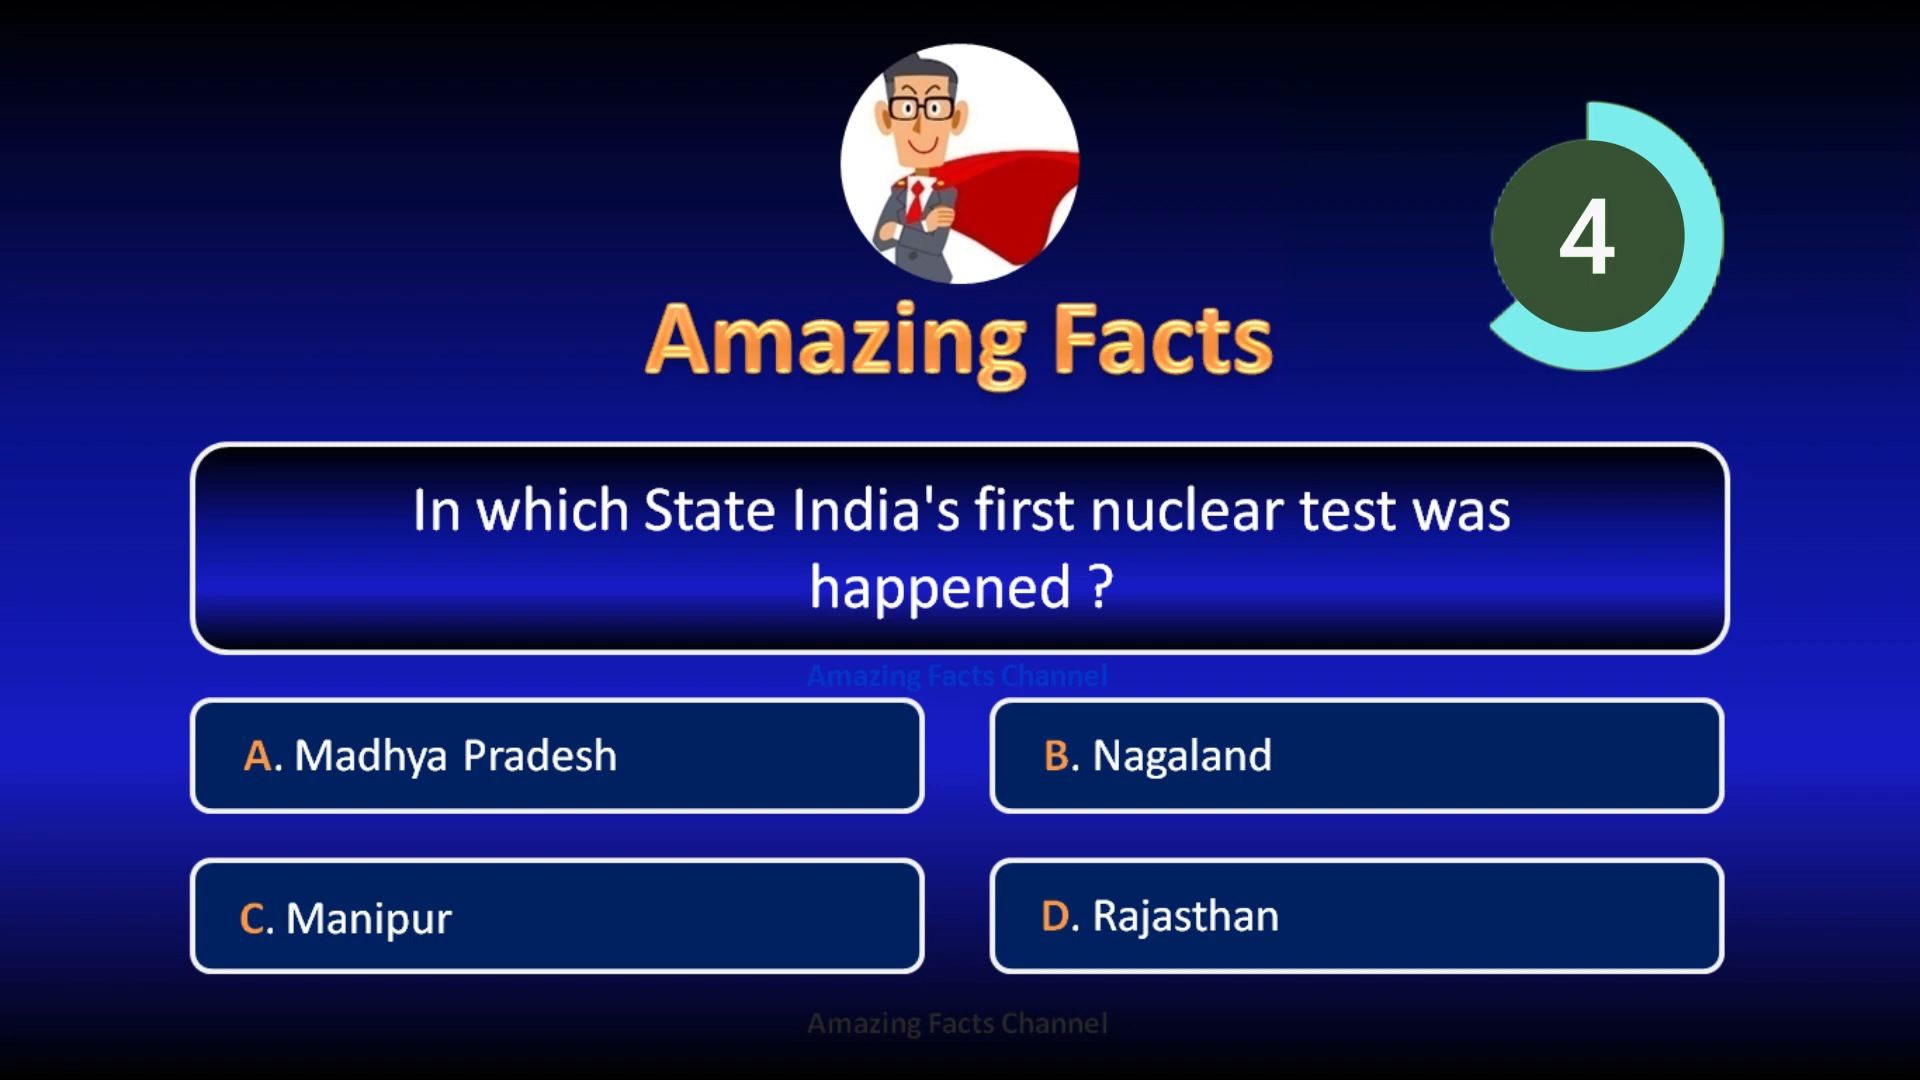 4
Amazing Facts
In which State India's first nuclear test was
happened ?
Amazing Facts Channel
A. Madhya Pradesh
B. Nagaland
C. Manipur
D. Rajasthan
Amazing Facts Channel